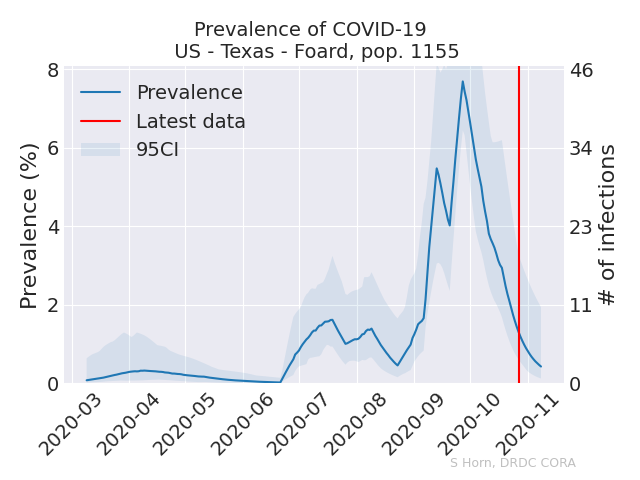 Prevalence of COVID-19
US - Texas - Foard, pop. 1155
Prevalence
Latest data
95CI
Prevalence (%)
8
6
4
2
0
# of infections
46
34
23
11
0
2020-03
2020-04
2020-05
2020-06
2020-07
2020-08
2020-09
2020-10
2020-11
S Horn, DRDC CORA